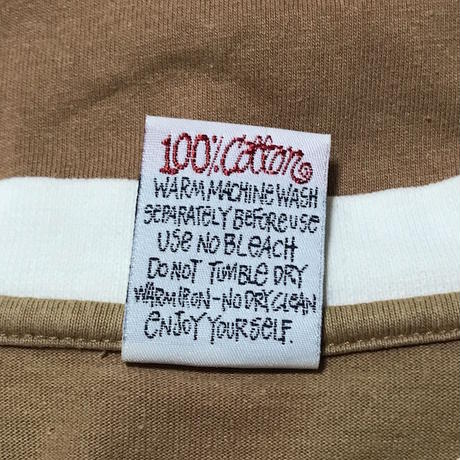 100% Cotton
WARM MACHINE WASH
SEPARATELY BEFORE USE
USE NO BLEACH
DO NOT TUMBLE DRY
WARM IRON - NO DRY CLEAN
ENJOY YOURSELF.